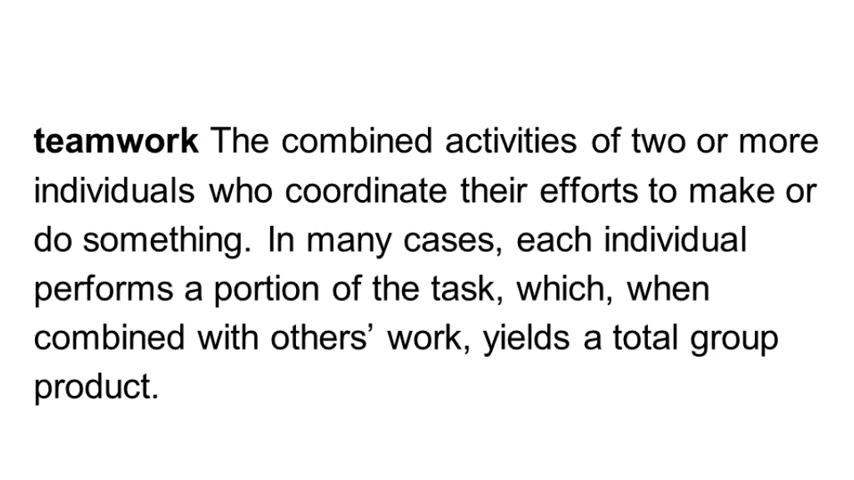 teamwork The combined activities of two or more
individuals who coordinate their efforts to make or
do something. In many cases, each individual
performs a portion of the task, which, when
combined with others’ work, yields a total group
product.